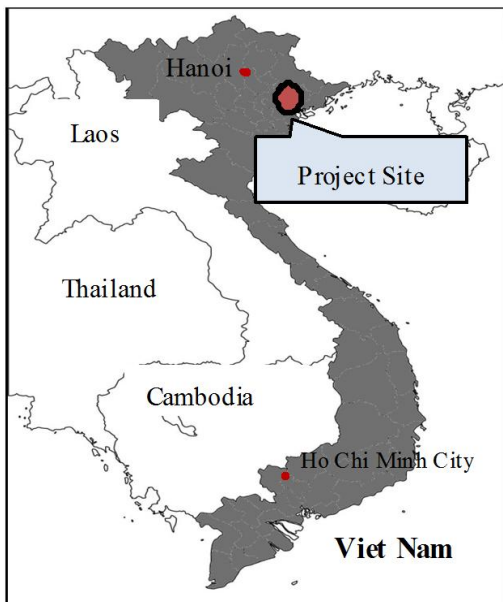 Hanoi
Laos
Project Site
Thailand
Cambodia
Ho Chi Minh City
Viet Nam